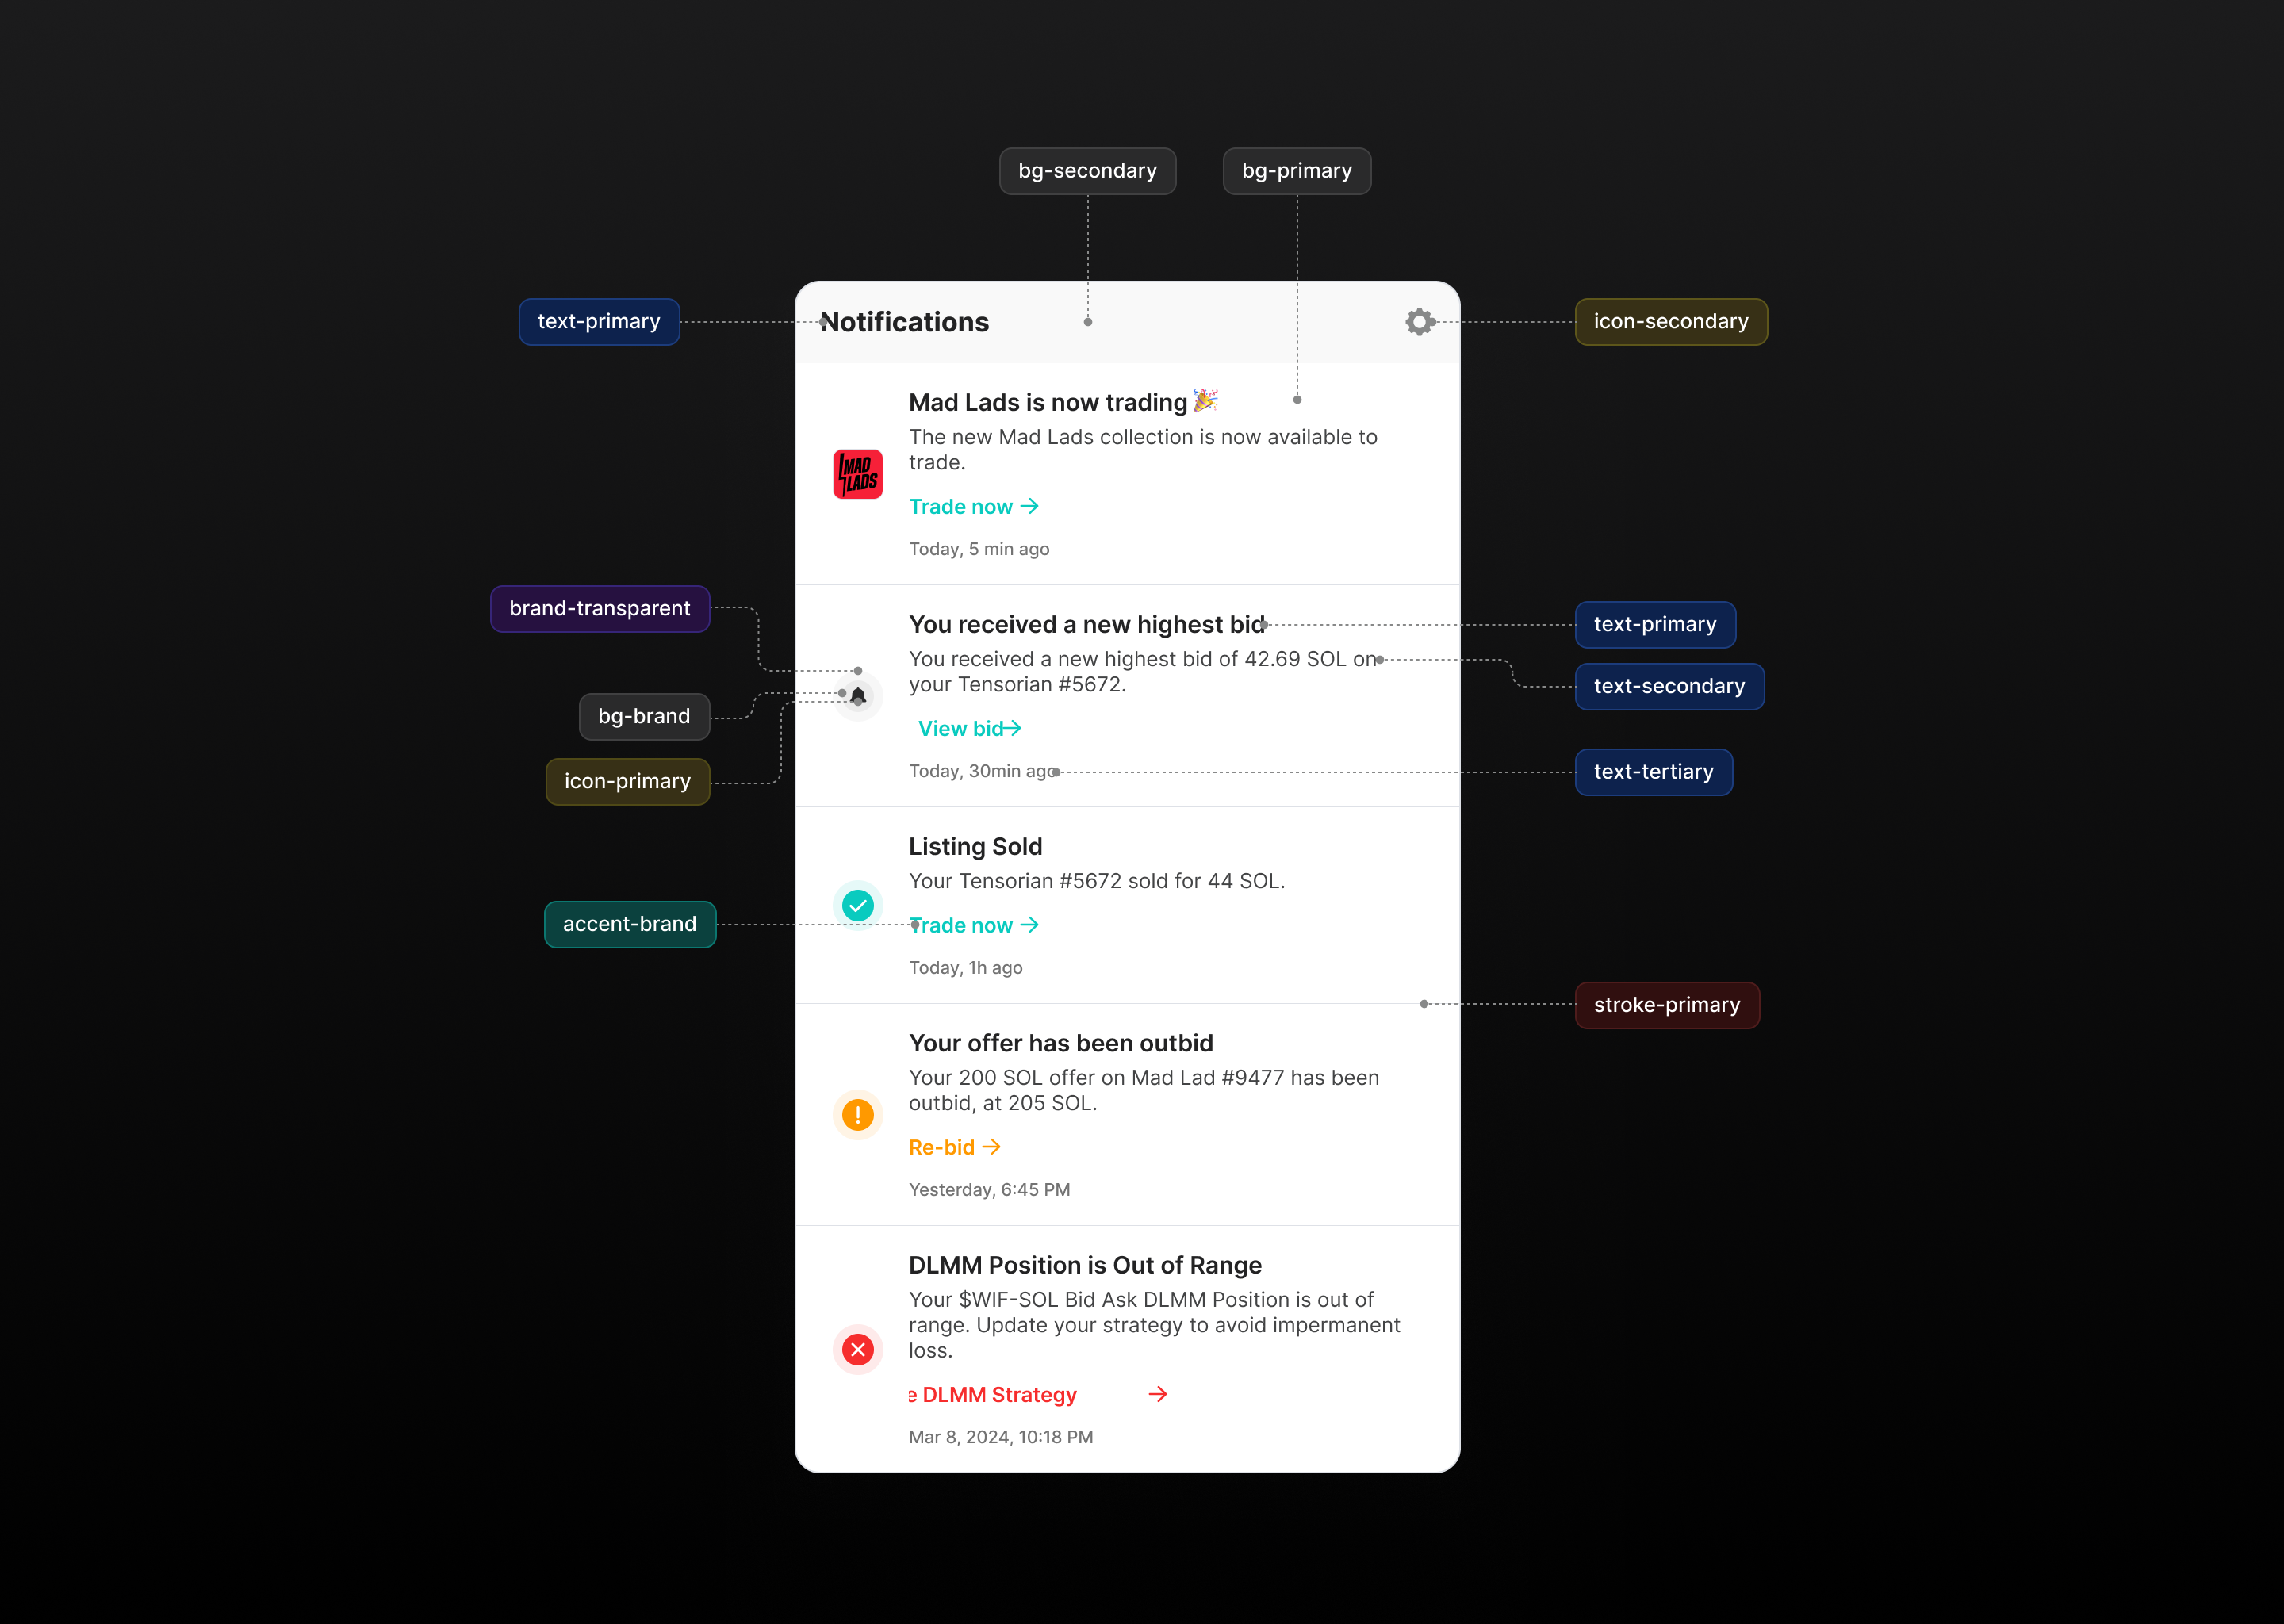 bg-secondary
bg-primary
text-primary
Notifications
icon-secondary
Mad Lads is now trading 🎉
The new Mad Lads collection is now available to
trade.
MAD
LADS
Trade now →
Today, 5 min ago
brand-transparent
bg-brand
icon-primary
You received a new highest bid
You received a new highest bid of 42.69 SOL on
your Tensorian #5672.
View bid→
Today, 30min ago
text-primary
text-secondary
text-tertiary
Listing Sold
Your Tensorian #5672 sold for 44 SOL.
accent-brand
Trade now →
Today, 1h ago
stroke-primary
Your offer has been outbid
Your 200 SOL offer on Mad Lad #9477 has been
outbid, at 205 SOL.
Re-bid →
Yesterday, 6:45 PM
DLMM Position is Out of Range
Your $WIF-SOL Bid Ask DLMM Position is out of
range. Update your strategy to avoid impermanent
loss.
e DLMM Strategy →
Mar 8, 2024, 10:18 PM